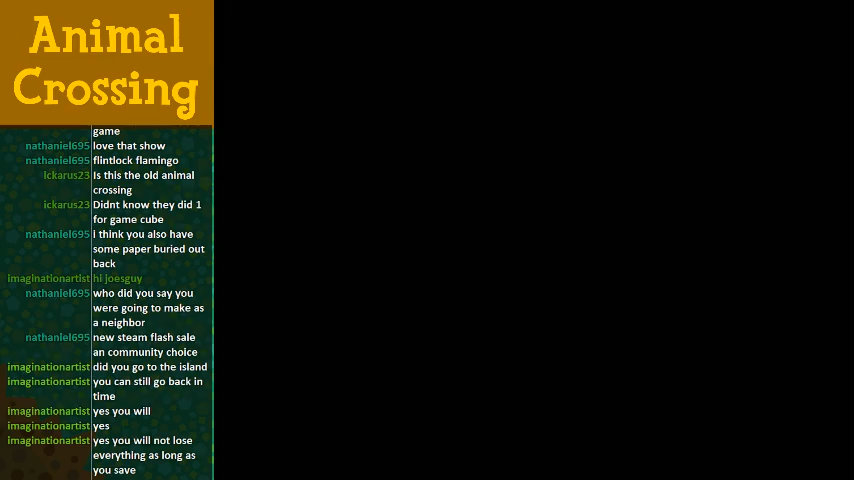 Animal
Crossing
game
nathaniel695 love that show
nathaniel695 flintlock flamingo
Ickarus23 Is this the old animal
crossing
Ickarus23 Didnt know they did 1
for game cube
nathaniel695 i think you also have
some paper buried out
back
imaginationartist hi joesguy
nathaniel695 who did you say you
were going to make as
a neighbor
nathaniel695 new steam flash sale
an community choice
imaginationartist did you go to the island
imaginationartist you can still go back in
time
imaginationartist yes you will
imaginationartist yes
imaginationartist yes you will not lose
everything as long as
you save